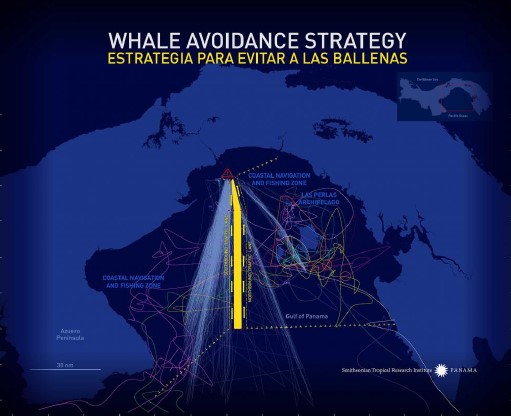 WHALE AVOIDANCE STRATEGY
ESTRATEGIA PARA EVITAR A LAS BALLENAS
Caribbean Sea
Pacific Ocean
COASTAL NAVIGATION
AND FISHING ZONE
LAS PERLAS
ARCHIPELAGO
COASTAL NAVIGATION
AND FISHING ZONE
Gulf of Panama
Azuero
Peninsula
30 nm
Smithsonian Tropical Research Institute PANAMA